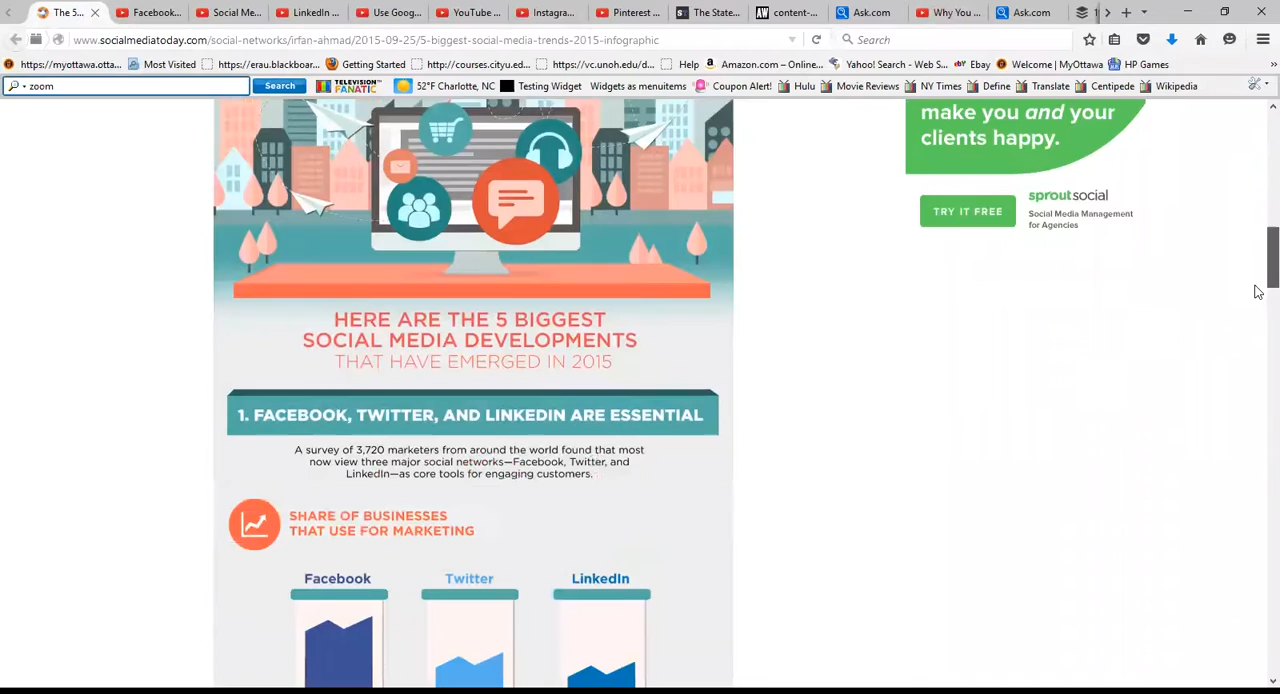 The 5...
Facebook...
Social Me...
LinkedIn ...
Use Goog...
YouTube ...
Instagra...
Pinterest ...
The State...
content-...
Ask.com
Why You ...
Ask.com
www.socialmediatoday.com/social-networks/irfan-ahmad/2015-09-25/5-biggest-social-media-trends-2015-infographic
Search
https://myottawa.otta...
Most Visited
https://erau.blackboar...
Getting Started
http://courses.cityu.ed...
https://vc.unoh.edu/d...
Help
Amazon.com – Online...
Yahoo! Search - Web S...
Ebay
Welcome | MyOttawa
HP Games
zoom
Search
TELEVISION FANATIC
52°F Charlotte, NC
Testing Widget
Widgets as menuitems
Coupon Alert!
Hulu
Movie Reviews
NY Times
Define
Translate
Centipede
Wikipedia
make you and your
clients happy.
TRY IT FREE
sproutsocial
Social Media Management
for Agencies
HERE ARE THE 5 BIGGEST
SOCIAL MEDIA DEVELOPMENTS
THAT HAVE EMERGED IN 2015
1. FACEBOOK, TWITTER, AND LINKEDIN ARE ESSENTIAL
A survey of 3,720 marketers from around the world found that most
now view three major social networks—Facebook, Twitter, and
LinkedIn—as core tools for engaging customers.
SHARE OF BUSINESSES
THAT USE FOR MARKETING
Facebook
Twitter
LinkedIn